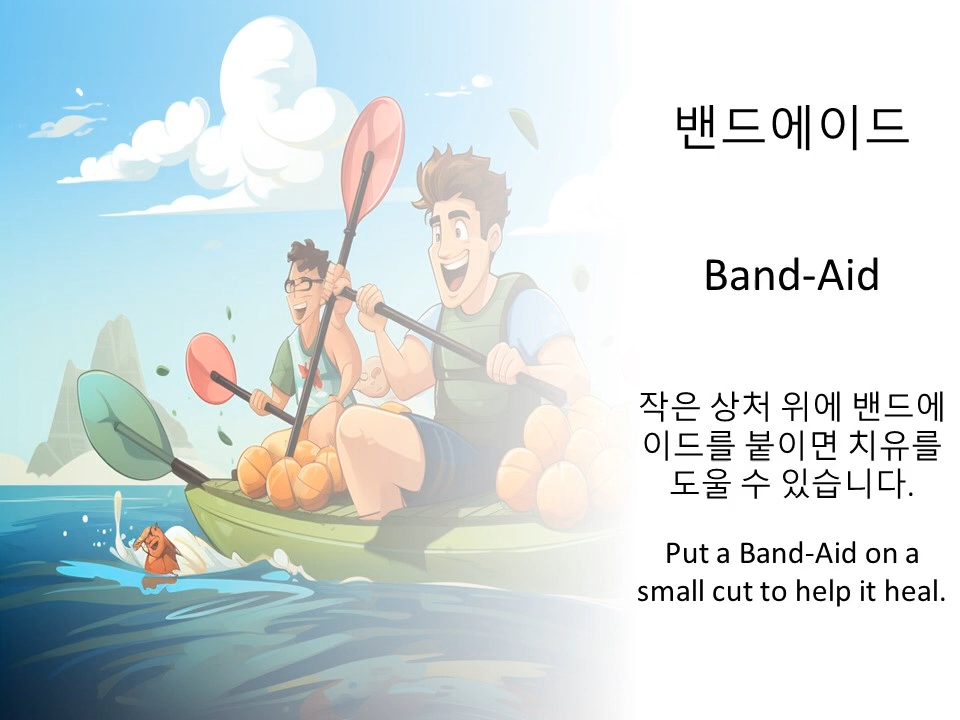 밴드에이드
Band-Aid
작은 상처 위에 밴드에
이드를 붙이면 치유를
도울 수 있습니다.
Put a Band-Aid on a
small cut to help it heal.